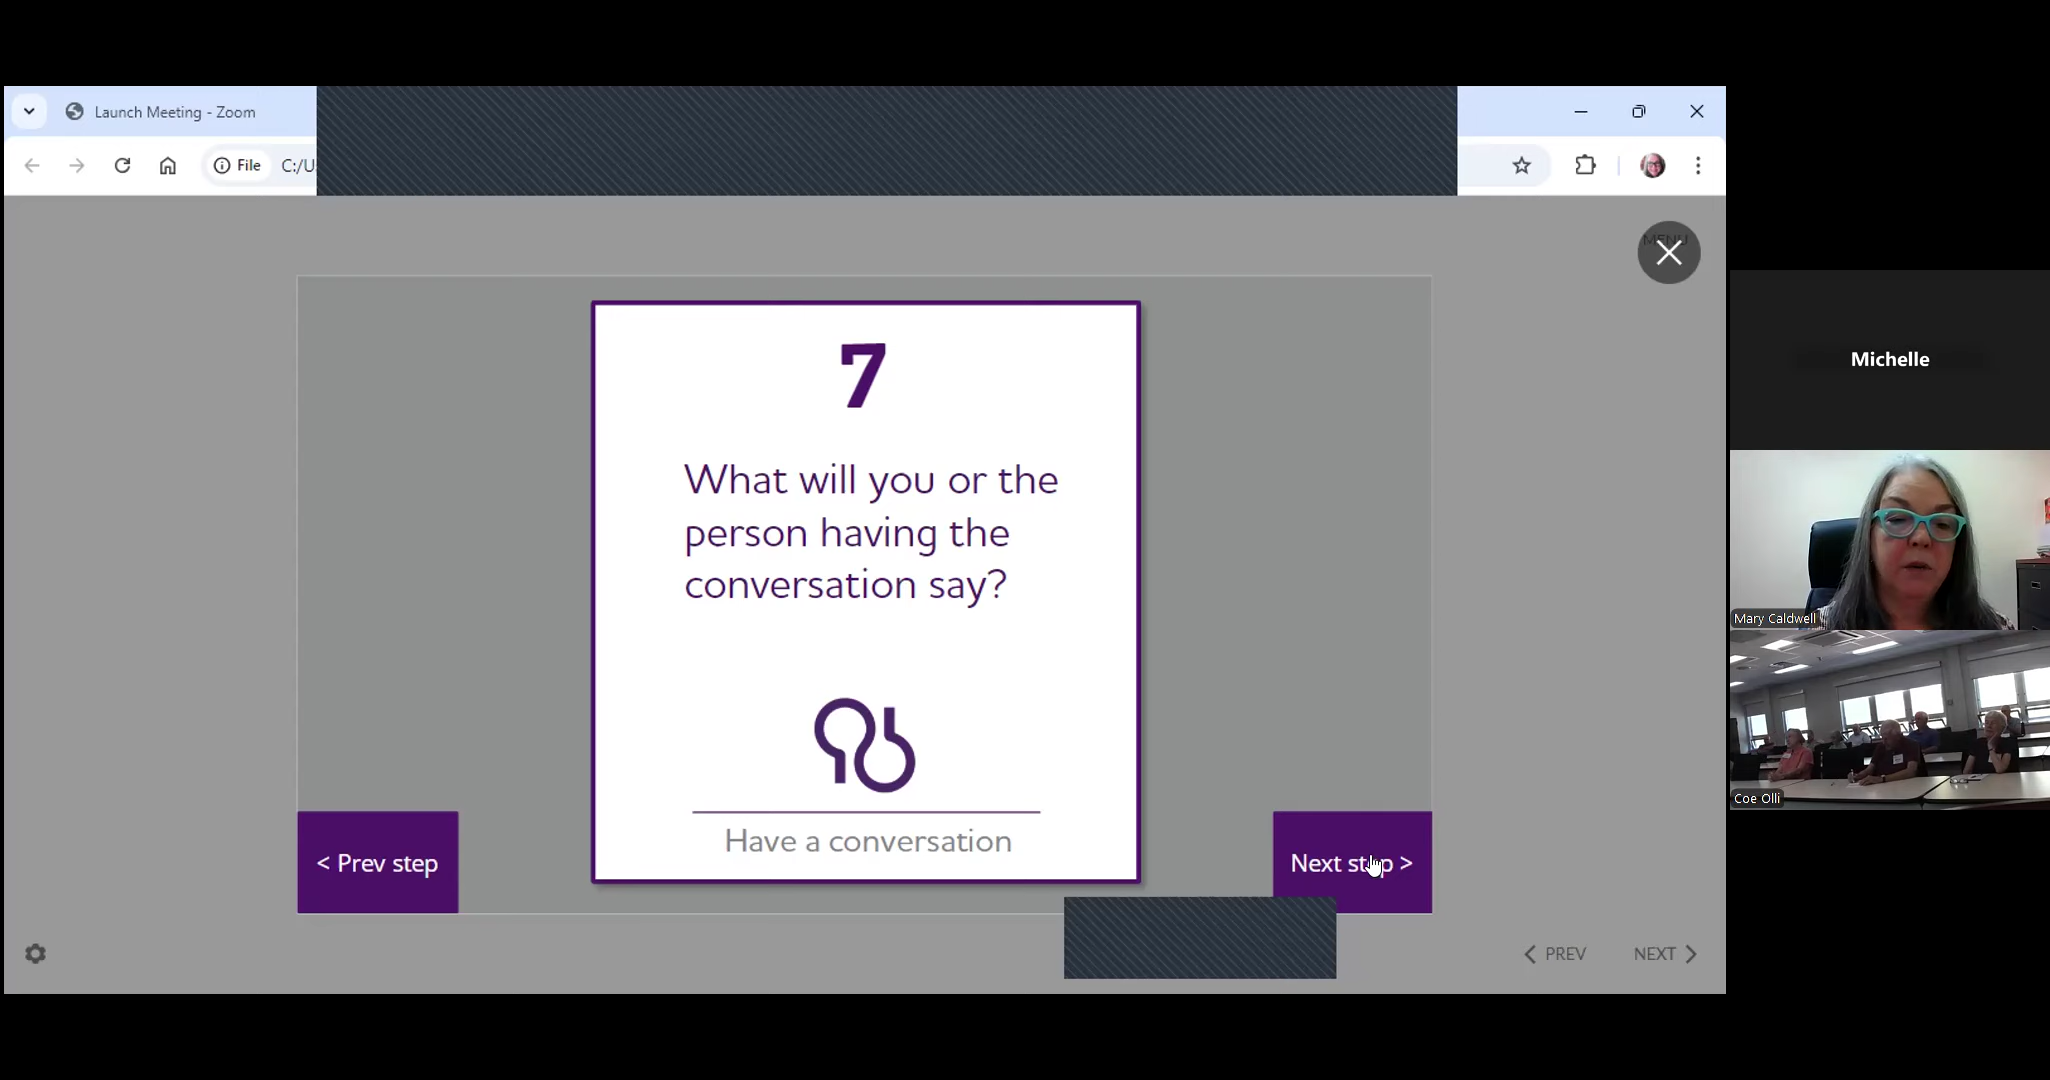 Launch Meeting - Zoom
File C:/U
MENU
7
What will you or the
person having the
conversation say?
Have a conversation
< Prev step
Next step >
PREV
NEXT
Michelle
Mary Caldwell
Coe Olli